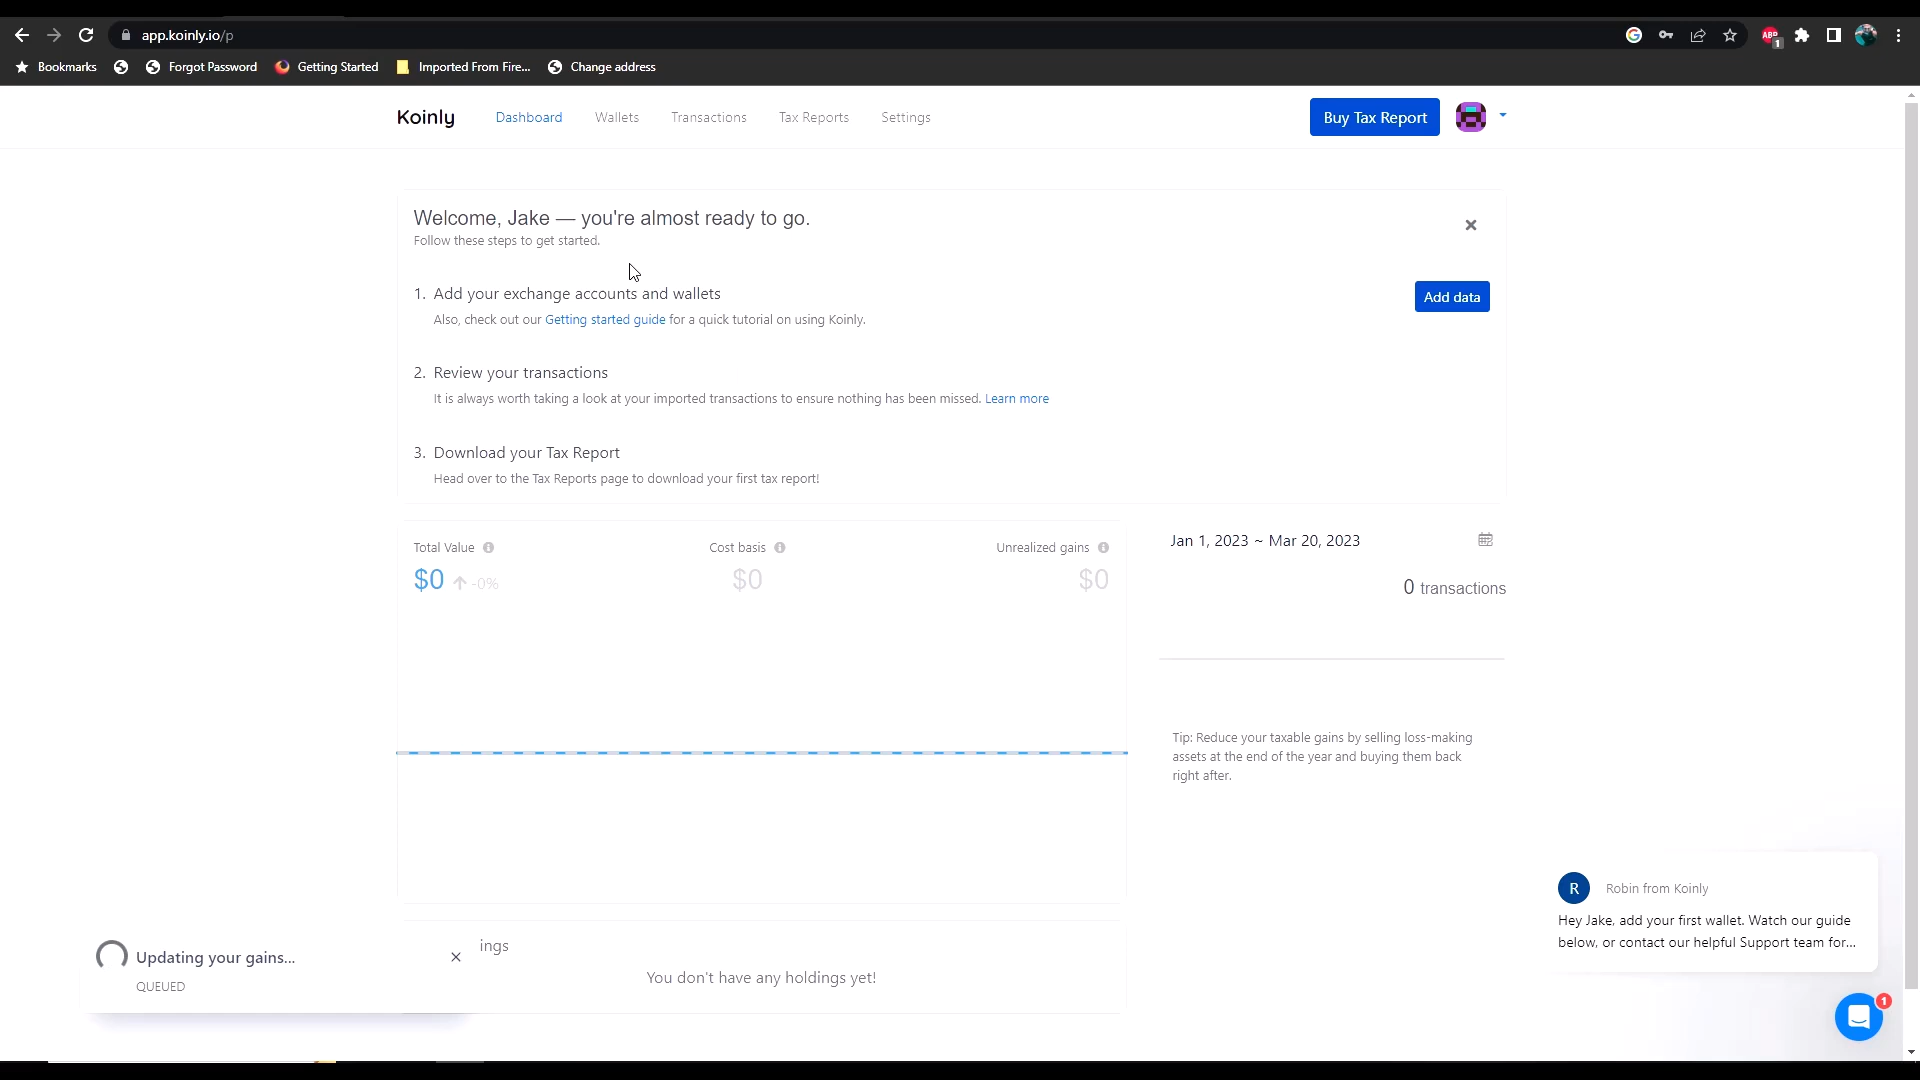 app.koinly.io/p
ABP
1
Bookmarks
Forgot Password
Getting Started
Imported From Fire...
Change address
Koinly
Dashboard
Wallets
Transactions
Tax Reports
Settings
Buy Tax Report
Welcome, Jake — you're almost ready to go.
Follow these steps to get started.
1. Add your exchange accounts and wallets
Add data
Also, check out our Getting started guide for a quick tutorial on using Koinly.
2. Review your transactions
It is always worth taking a look at your imported transactions to ensure nothing has been missed. Learn more
3. Download your Tax Report
Head over to the Tax Reports page to download your first tax report!
Total Value
Cost basis
Unrealized gains
$0 -0%
$0
$0
Jan 1, 2023 ~ Mar 20, 2023
0 transactions
Tip: Reduce your taxable gains by selling loss-making
assets at the end of the year and buying them back
right after.
ings
You don't have any holdings yet!
Updating your gains...
QUEUED
R
Robin from Koinly
Hey Jake, add your first wallet. Watch our guide
below, or contact our helpful Support team for...
1